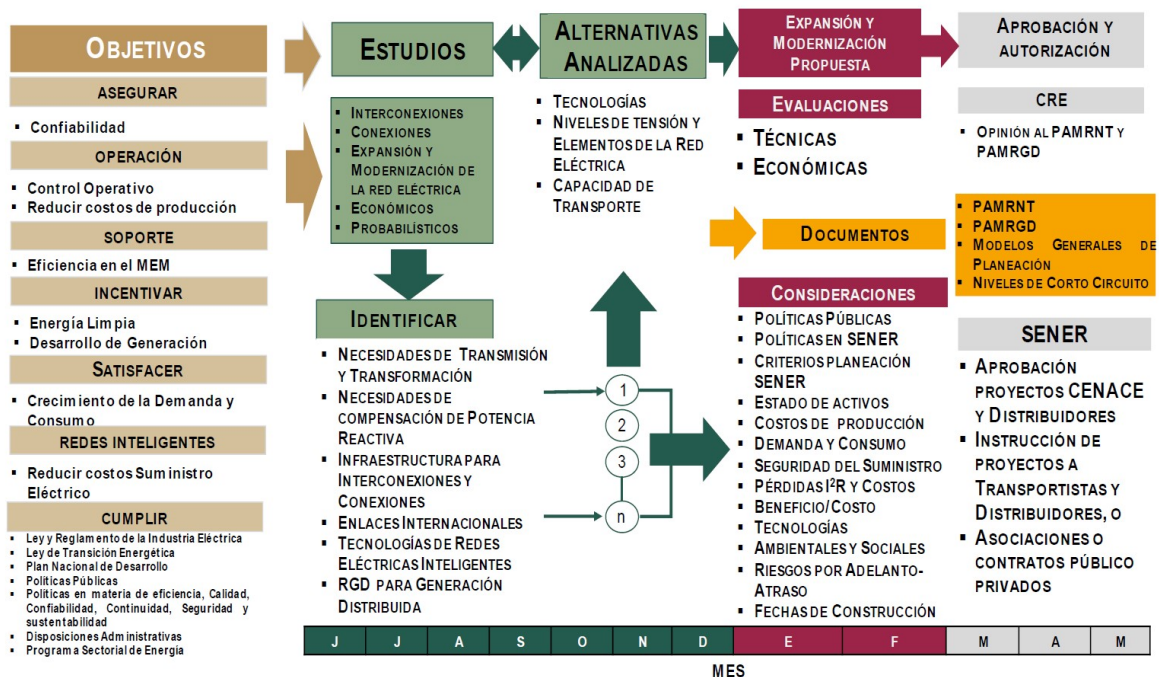 OBJETIVOS
ASEGURAR
▪ Confiabilidad
OPERACIÓN
▪ Control Operativo
▪ Reducir costos de producción
SOPORTE
▪ Eficiencia en el MEM
INCENTIVAR
▪ Energía Limpia
▪ Desarrollo de Generación
SATISFACER
▪ Crecimiento de la Demanda y
Consumo
REDES INTELIGENTES
▪ Reducir costos Suministro
Eléctrico
CUMPLIR
▪ Ley y Reglamento de la Industria Eléctrica
▪ Ley de Transición Energética
▪ Plan Nacional de Desarrollo
▪ Políticas Públicas
▪ Políticas en materia de eficiencia, Calidad,
Confiabilidad, Continuidad, Seguridad y
sustentabilidad
▪ Disposiciones Administrativas
▪ Programa Sectorial de Energía
ESTUDIOS
▪ INTERCONEXIONES
▪ CONEXIONES
▪ EXPANSIÓN Y
MODERNIZACIÓN DE
LA RED ELÉCTRICA
▪ ECONÓMICOS
▪ PROBABILÍSTICOS
IDENTIFICAR
▪ NECESIDADES DE TRANSMISIÓN
Y TRANSFORMACIÓN
▪ NECESIDADES DE
COMPENSACIÓN DE POTENCIA
REACTIVA
▪ INFRAESTRUCTURA PARA
INTERCONEXIONES Y
CONEXIONES
▪ ENLACES INTERNACIONALES
▪ TECNOLOGÍAS DE REDES
ELÉCTRICAS INTELIGENTES
▪ RGD PARA GENERACIÓN
DISTRIBUIDA
ALTERNATIVAS
ANALIZADAS
▪ TECNOLOGÍAS
▪ NIVELES DE TENSIÓN Y
ELEMENTOS DE LA RED
ELÉCTRICA
▪ CAPACIDAD DE
TRANSPORTE
1
2
3
n
EXPANSIÓN Y
MODERNIZACIÓN
PROPUESTA
EVALUACIONES
▪ TÉCNICAS
▪ ECONÓMICAS
DOCUMENTOS
CONSIDERACIONES
▪ POLÍTICAS PÚBLICAS
▪ POLÍTICAS EN SENER
▪ CRITERIOS PLANEACIÓN
SENER
▪ ESTADO DE ACTIVOS
▪ COSTOS DE PRODUCCIÓN
▪ DEMANDA Y CONSUMO
▪ SEGURIDAD DEL SUMINISTRO
▪ PÉRDIDAS I²R Y COSTOS
▪ BENEFICIO/COSTO
▪ TECNOLOGÍAS
▪ AMBIENTALES Y SOCIALES
▪ RIESGOS POR ADELANTO-
ATRASO
▪ FECHAS DE CONSTRUCCIÓN
APROBACIÓN Y
AUTORIZACIÓN
CRE
▪ OPINIÓN AL PAMRNT Y
PAMRGD
▪ PAMRNT
▪ PAMRGD
▪ MODELOS GENERALES DE
PLANEACIÓN
▪ NIVELES DE CORTO CIRCUITO
SENER
▪ APROBACIÓN
PROYECTOS CENACE
Y DISTRIBUIDORES
▪ INSTRUCCIÓN DE
PROYECTOS A
TRANSPORTISTAS Y
DISTRIBUIDORES, O
▪ ASOCIACIONES O
CONTRATOS PÚBLICO
PRIVADOS
J J A S O N D E F M A M
MES